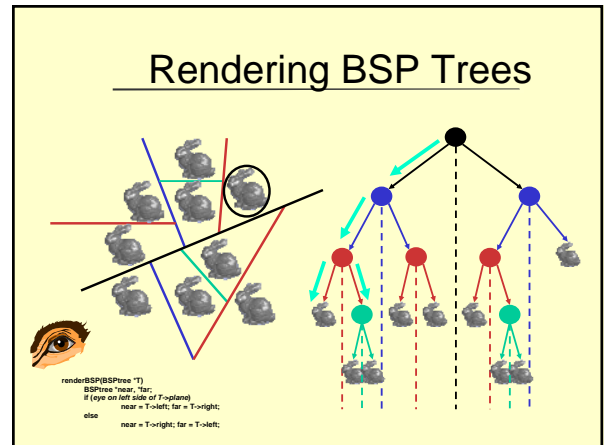 Rendering BSP Trees
renderBSP(BSPtree *T)
BSPtree *near, *far;
if (eye on left side of T->plane)
near = T->left; far = T->right;
else
near = T->right; far = T->left;